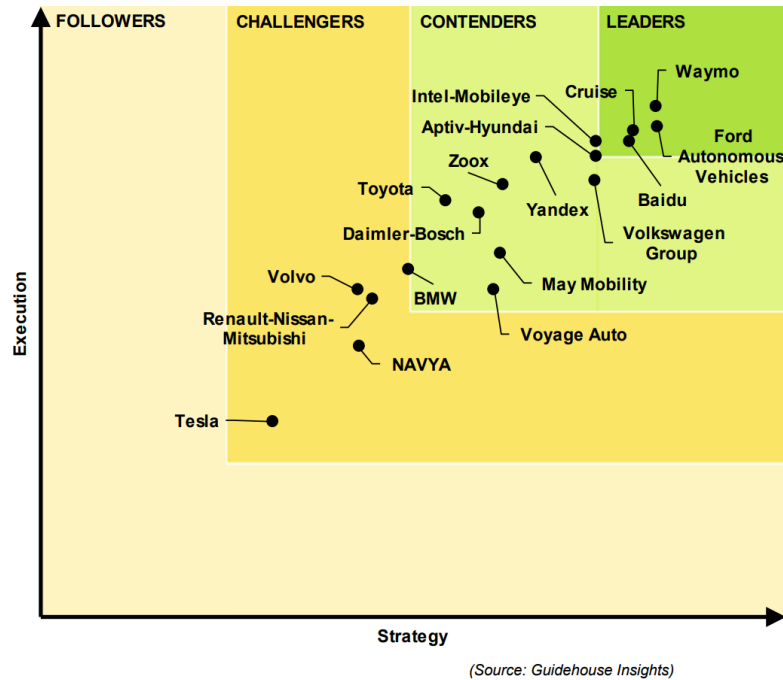 FOLLOWERS
CHALLENGERS
CONTENDERS
LEADERS
Waymo
Cruise
Intel-Mobileye
Aptiv-Hyundai
Ford
Autonomous
Vehicles
Zoox
Toyota
Yandex
Baidu
Daimler-Bosch
Volkswagen
Group
May Mobility
Volvo
BMW
Renault-Nissan-
Mitsubishi
Voyage Auto
NAVYA
Tesla
Execution
Strategy
(Source: Guidehouse Insights)